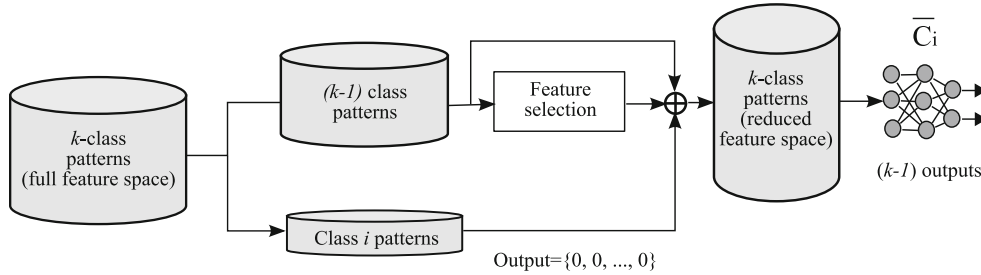 k-class
patterns
(full feature space)
(k-1) class
patterns
Feature
selection
Class i patterns
Output={0, 0, ..., 0}
k-class
patterns
(reduced
feature space)
C̅i
(k-1) outputs